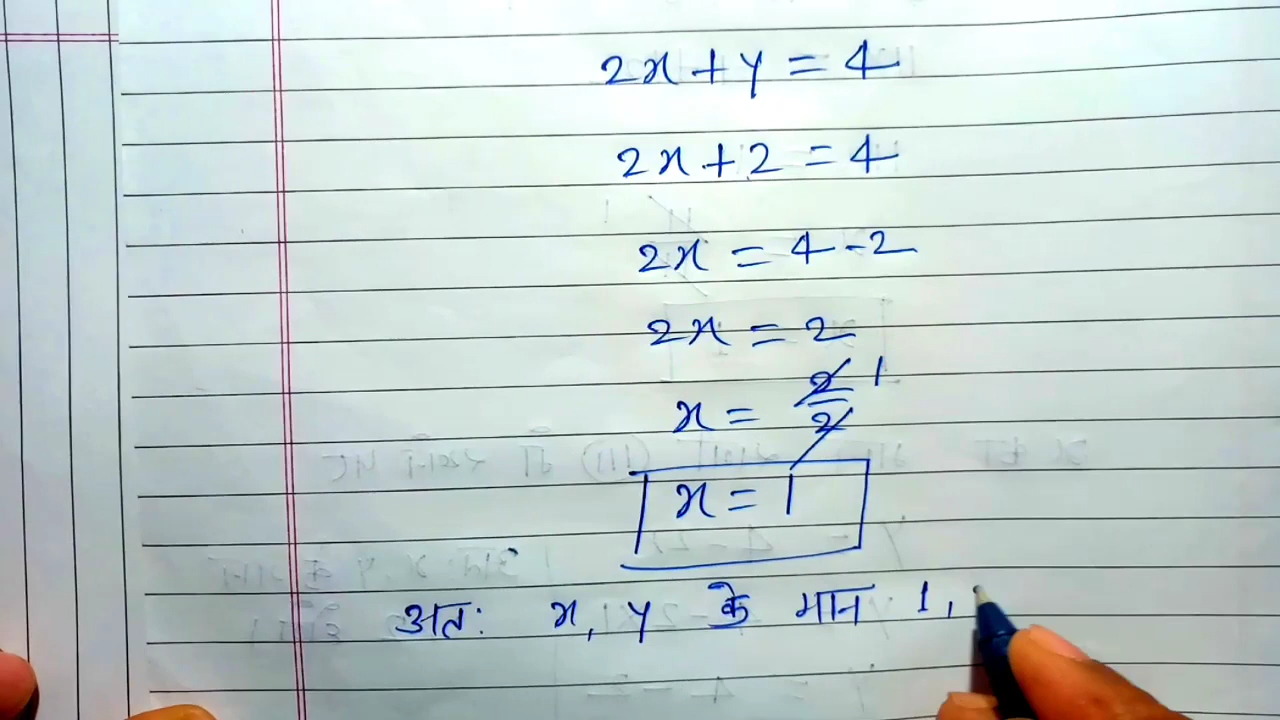 2x + y = 4
2x + 2 = 4
2x = 4 - 2
2x = 2
x = 2/2 1
x = 1
अतः x, y के मान 1,